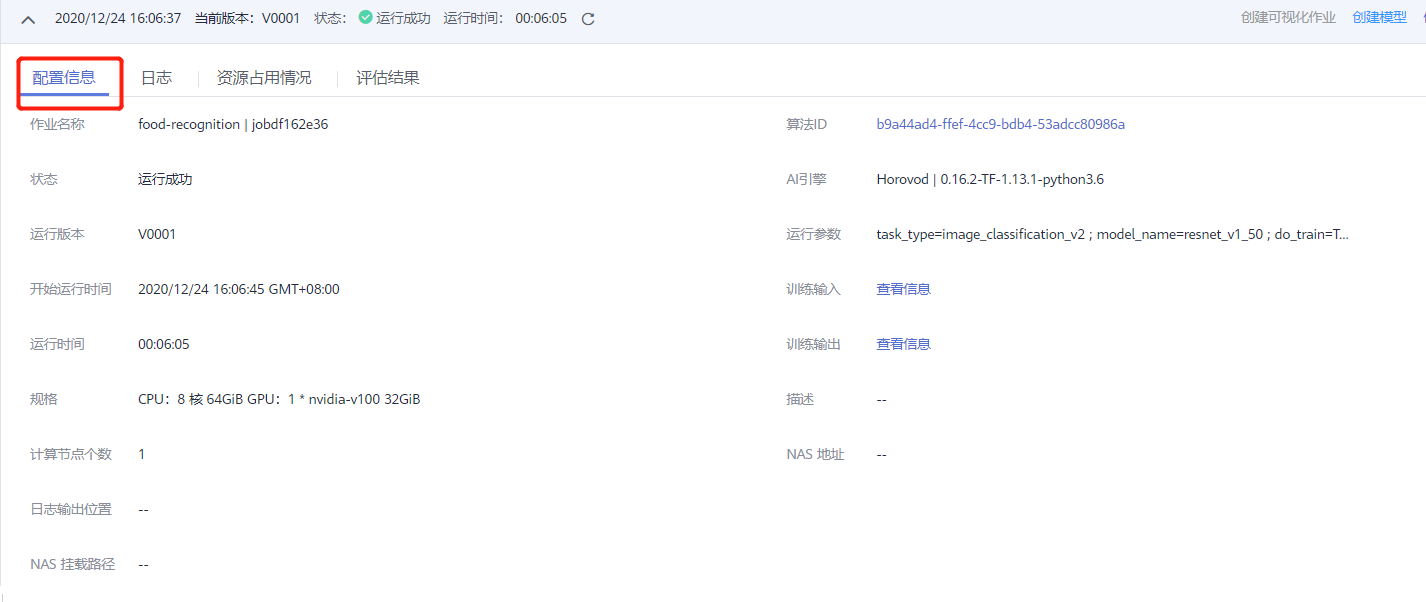 2020/12/24 16:06:37 当前版本：V0001 状态： 运行成功 运行时间： 00:06:05 创建可视化作业 创建模型
配置信息 日志 资源占用情况 评估结果
作业名称 food-recognition | jobdf162e36 算法ID b9a44ad4-ffef-4cc9-bdb4-53adcc80986a
状态 运行成功 AI引擎 Horovod | 0.16.2-TF-1.13.1-python3.6
运行版本 V0001 运行参数 task_type=image_classification_v2 ; model_name=resnet_v1_50 ; do_train=T...
开始运行时间 2020/12/24 16:06:45 GMT+08:00 训练输入 查看信息
运行时间 00:06:05 训练输出 查看信息
规格 CPU：8 核 64GiB GPU：1 * nvidia-v100 32GiB 描述 --
计算节点个数 1 NAS 地址 --
日志输出位置 --
NAS 挂载路径 --